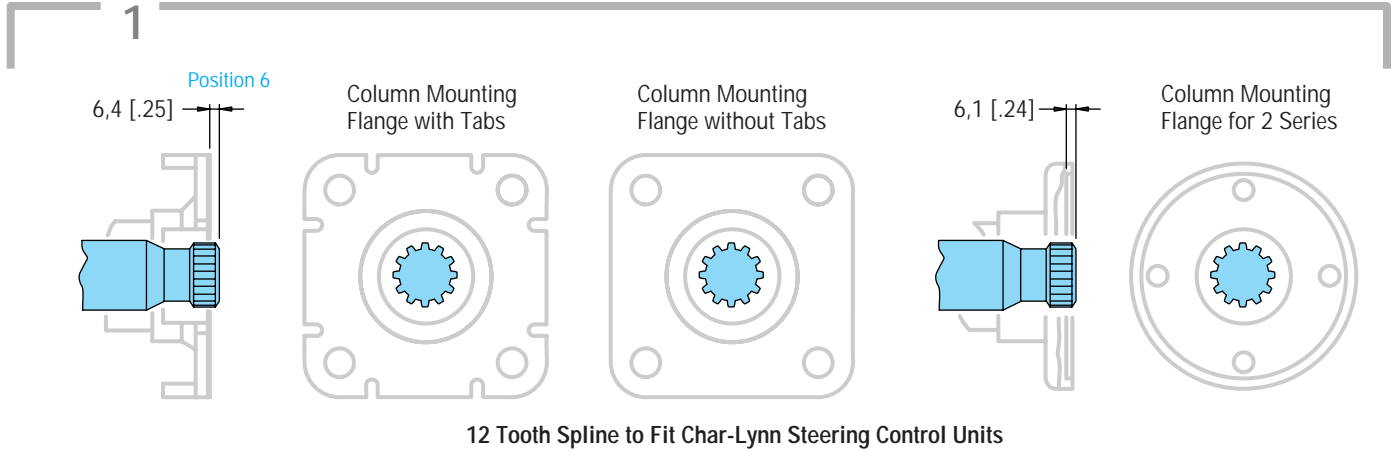 1
Position 6
6,4 [.25]
Column Mounting
Flange with Tabs
Column Mounting
Flange without Tabs
6,1 [.24]
Column Mounting
Flange for 2 Series
12 Tooth Spline to Fit Char-Lynn Steering Control Units